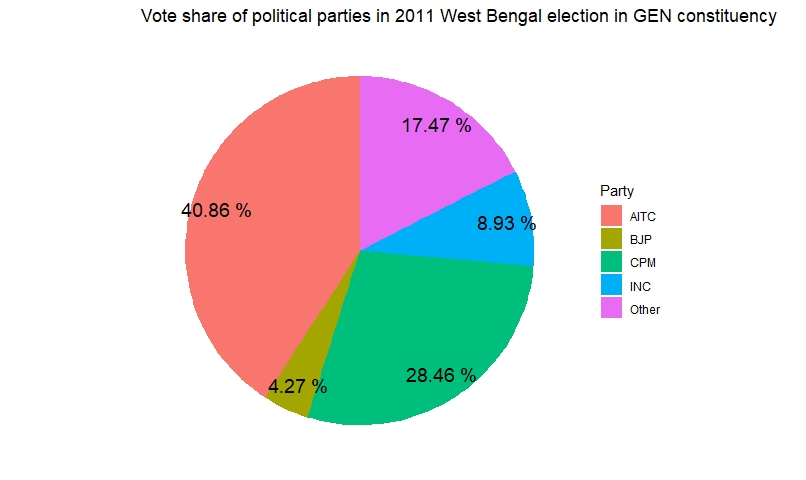 Vote share of political parties in 2011 West Bengal election in GEN constituency
17.47 %
40.86 %
8.93 %
28.46 %
4.27 %
Party
AITC
BJP
CPM
INC
Other